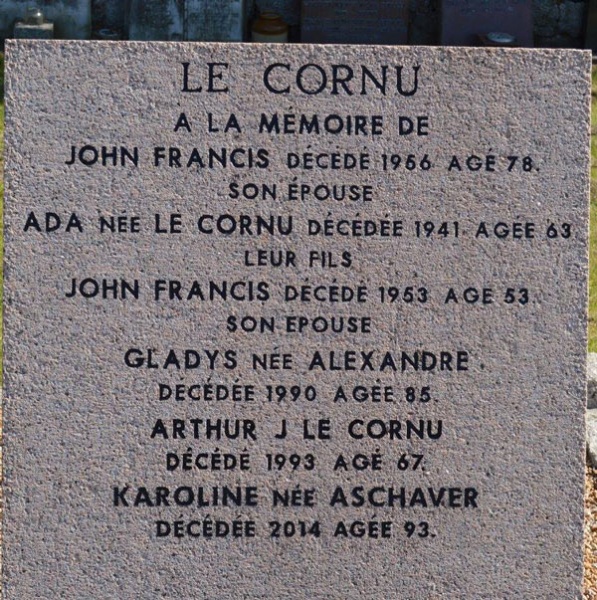 LE CORNU
A LA MÉMOIRE DE
JOHN FRANCIS DÉCÉDÉ 1956 AGÉ 78.
SON ÉPOUSE
ADA NÉE LE CORNU DÉCÉDÉE 1941. AGÉE 63
LEUR FILS
JOHN FRANCIS DÉCÉDÉ 1953 AGÉ 53.
SON EPOUSE
GLADYS NÉE ALEXANDRE.
DÉCÉDÉE 1990 AGÉE 85.
ARTHUR J LE CORNU
DÉCÉDÉ 1993 AGÉ 67.
KAROLINE NÉE ASCHAVER
DÉCÉDÉE 2014 AGÉE 93.